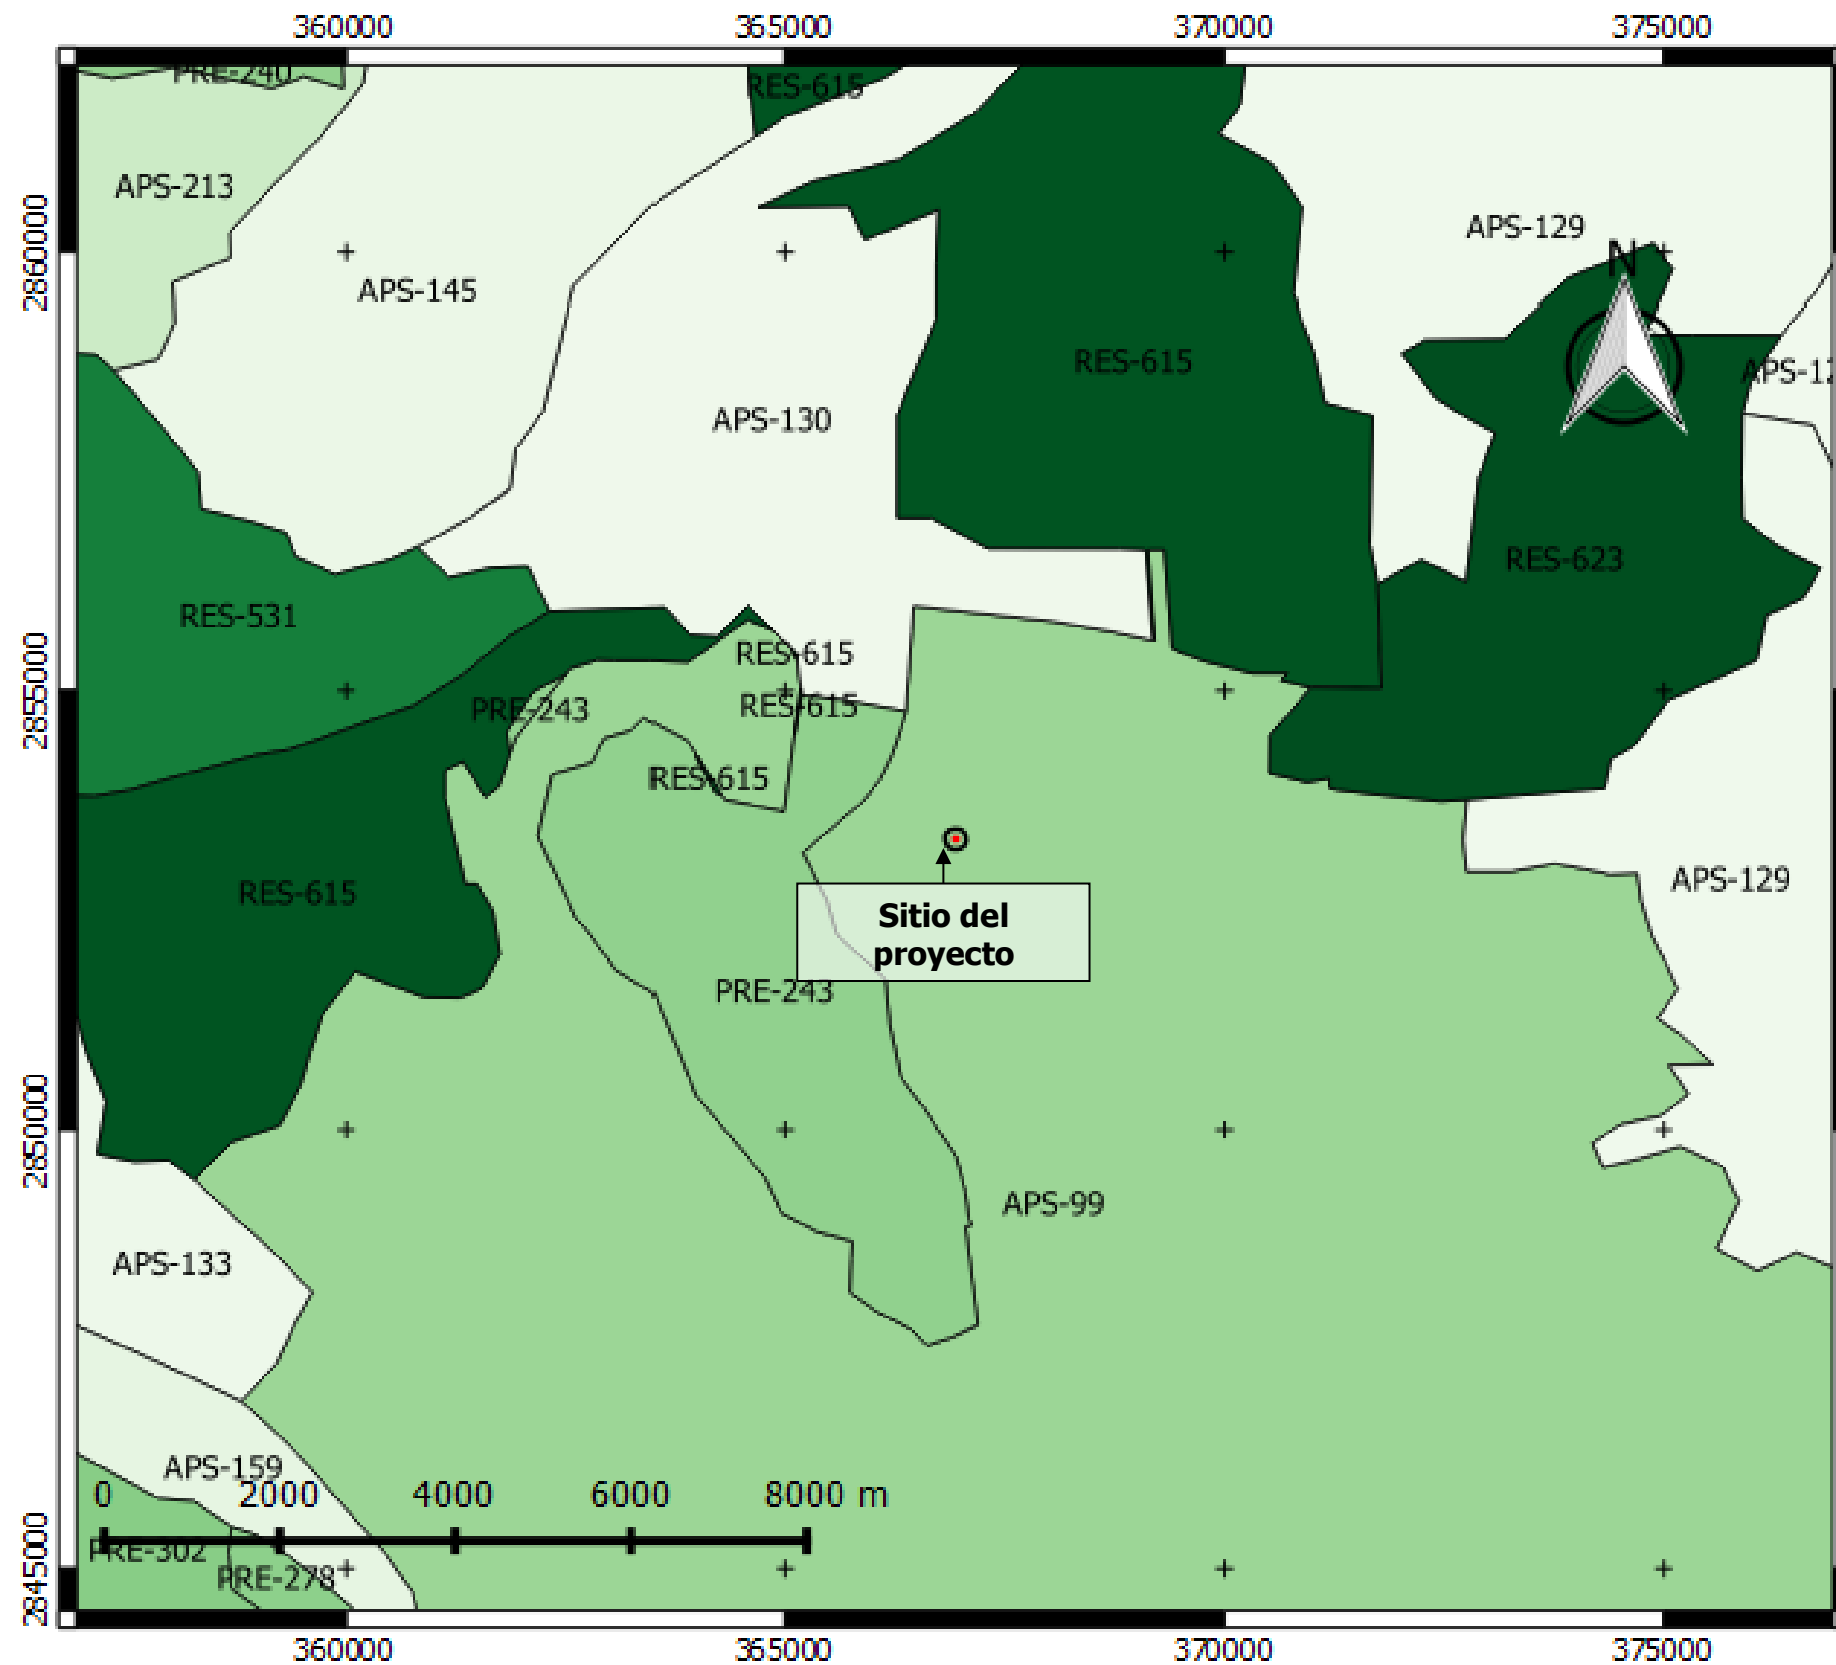 360000 365000 370000 375000
PRE-240
RES-615
APS-213
APS-129
N
2860000
APS-145
RES-615
APS-12
APS-130
RES-623
RES-531
RES-615
2855000
PRE-243
RES-615
RES-615
RES-615
APS-129
Sitio del
proyecto
PRE-243
2850000
APS-99
APS-133
APS-159
0 2000 4000 6000 8000 m
PRE-302
2845000
PRE-278
360000 365000 370000 375000